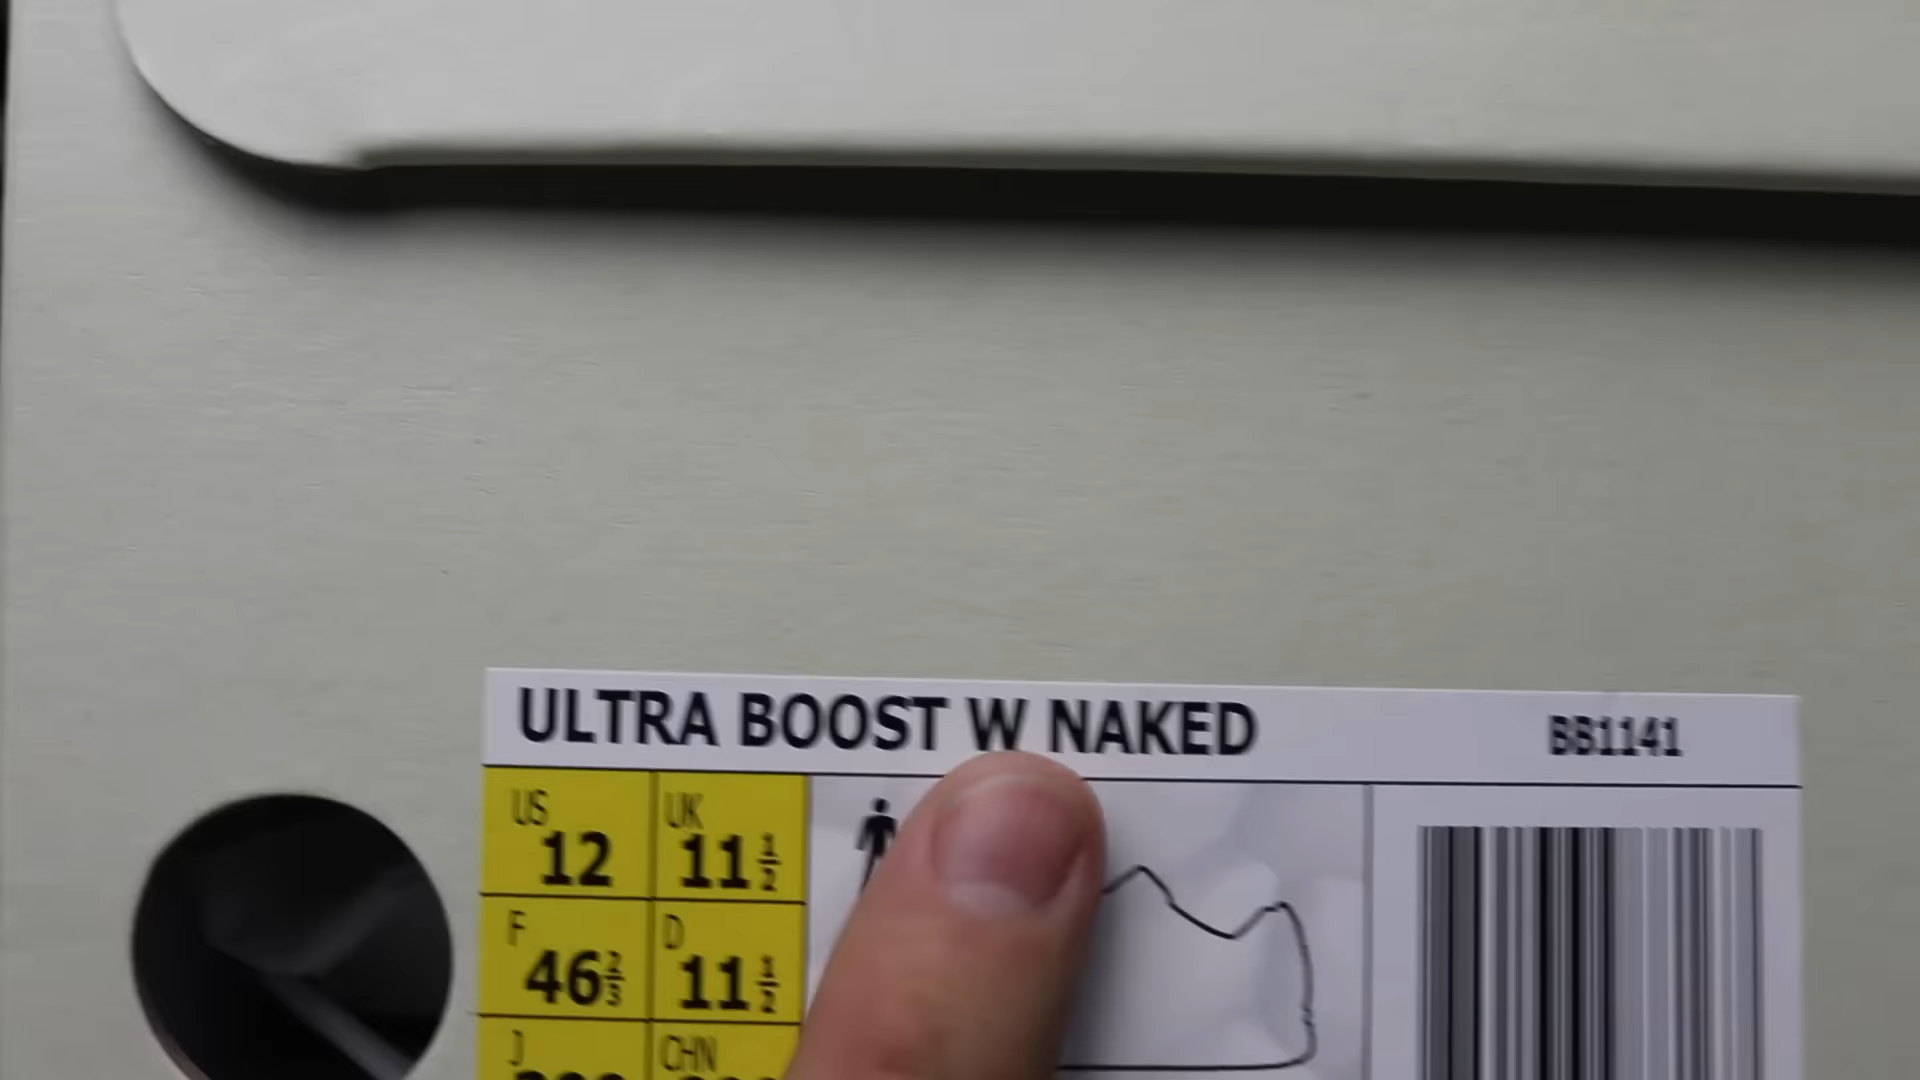 ULTRA BOOST W NAKED BB1141
US 12 UK 11 1/2
F 46 2/3 D 11 1/2
J CHN